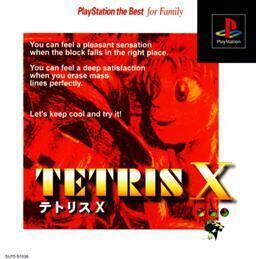 PlayStation the Best for Family
PlayStation
You can feel a pleasant sensation
when the block falls in the right place.
You can feel a deep satisfaction
when you erase mass
lines perfectly.
Let's keep cool and try it!
TETRIS X
テトリスX
SLPS 91036